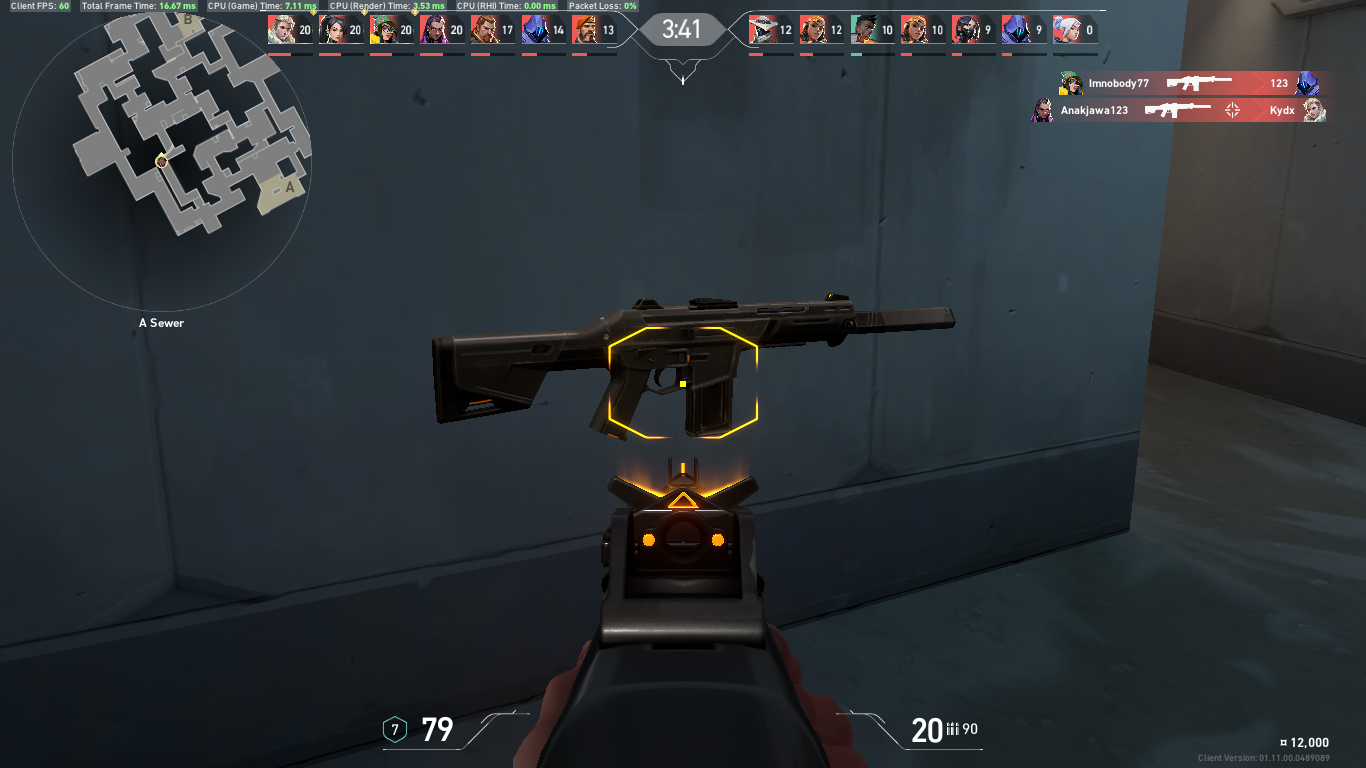 Client FPS: 60 Total Frame Time: 16.67 ms CPU (Game) Time: 7.11 ms CPU (Render) Time: 3.53 ms CPU (RHI) Time: 0.00 ms Packet Loss: 0%
20 20 20 20 17 14 13 3:41 12 12 10 10 9 9 0
B
Imnobody77 123
Anakjawa123 Kydx
A
A Sewer
7 79 20 90
¤ 12,000
Client Version: 01.11.00.0489089